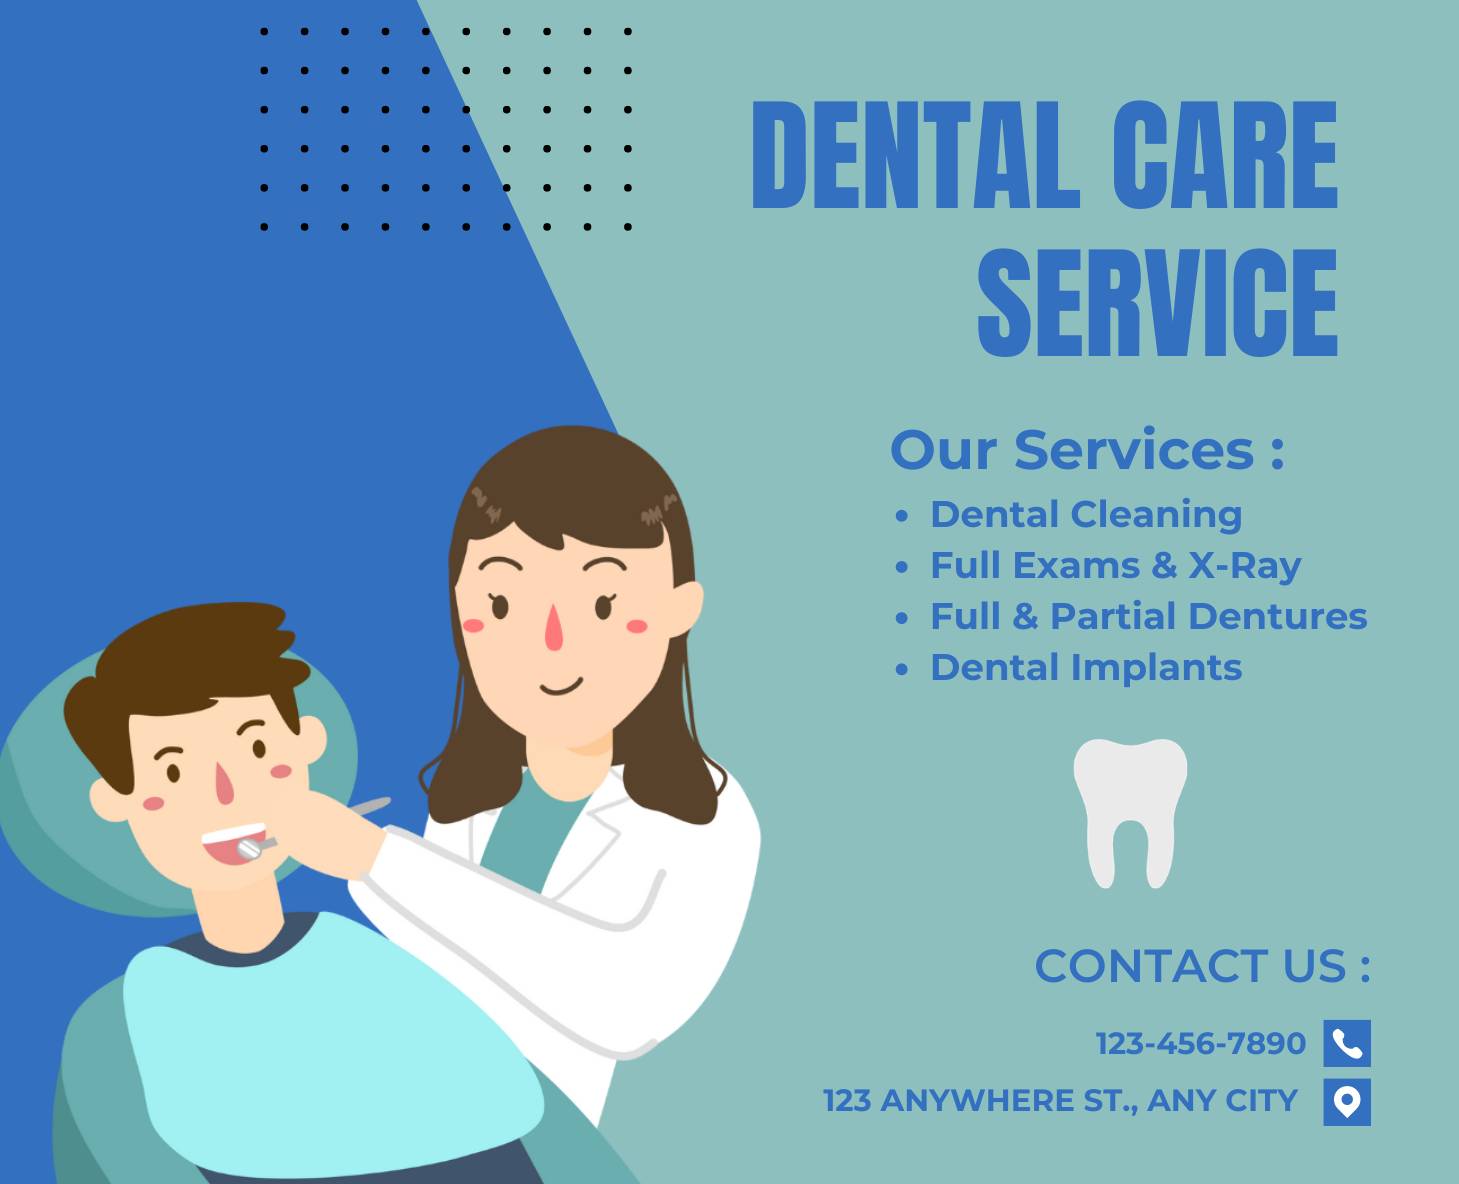 DENTAL CARE
SERVICE
Our Services :
• Dental Cleaning
• Full Exams & X-Ray
• Full & Partial Dentures
• Dental Implants
CONTACT US :
123-456-7890
123 ANYWHERE ST., ANY CITY